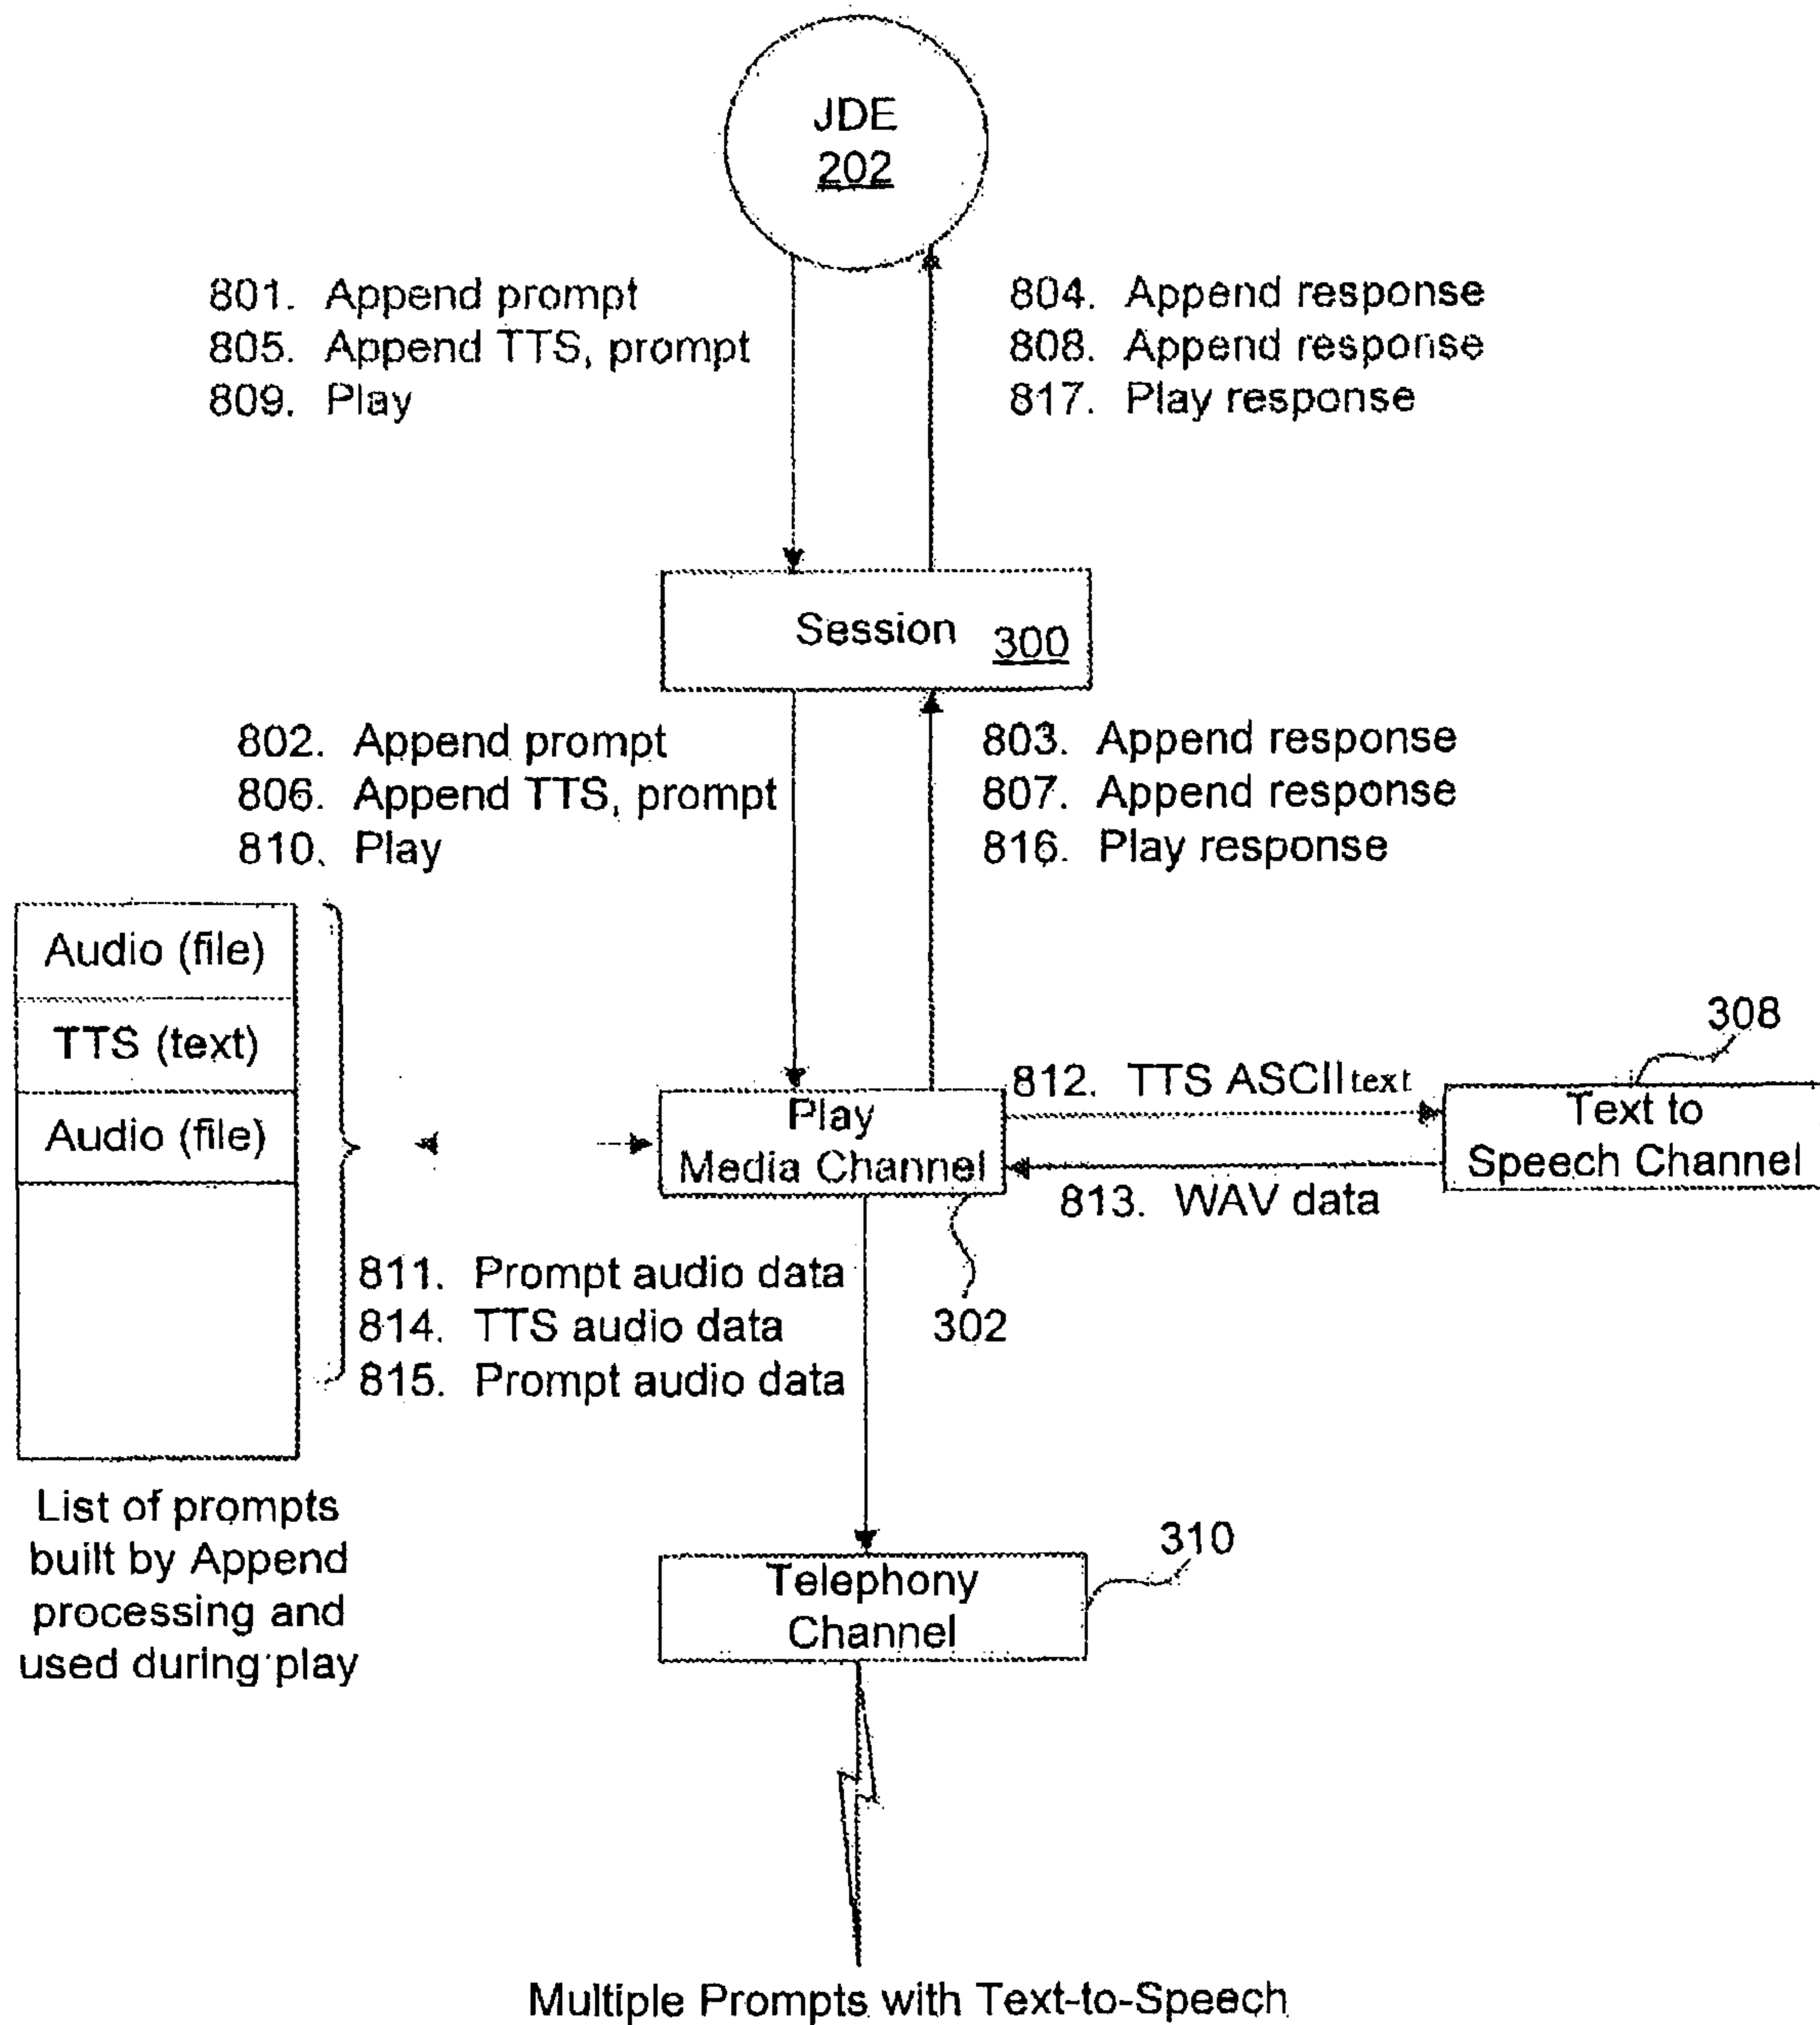 JDE
202
801. Append prompt
805. Append TTS, prompt
809. Play
804. Append response
808. Append response
817. Play response
Session 300
802. Append prompt
806. Append TTS, prompt
810. Play
803. Append response
807. Append response
816. Play response
Audio (file)
TTS (text)
Audio (file)
Play
Media Channel
302
812. TTS ASCII text
813. WAV data
308
Text to
Speech Channel
811. Prompt audio data
814. TTS audio data
815. Prompt audio data
List of prompts
built by Append
processing and
used during play
Telephony
Channel
310
Multiple Prompts with Text-to-Speech